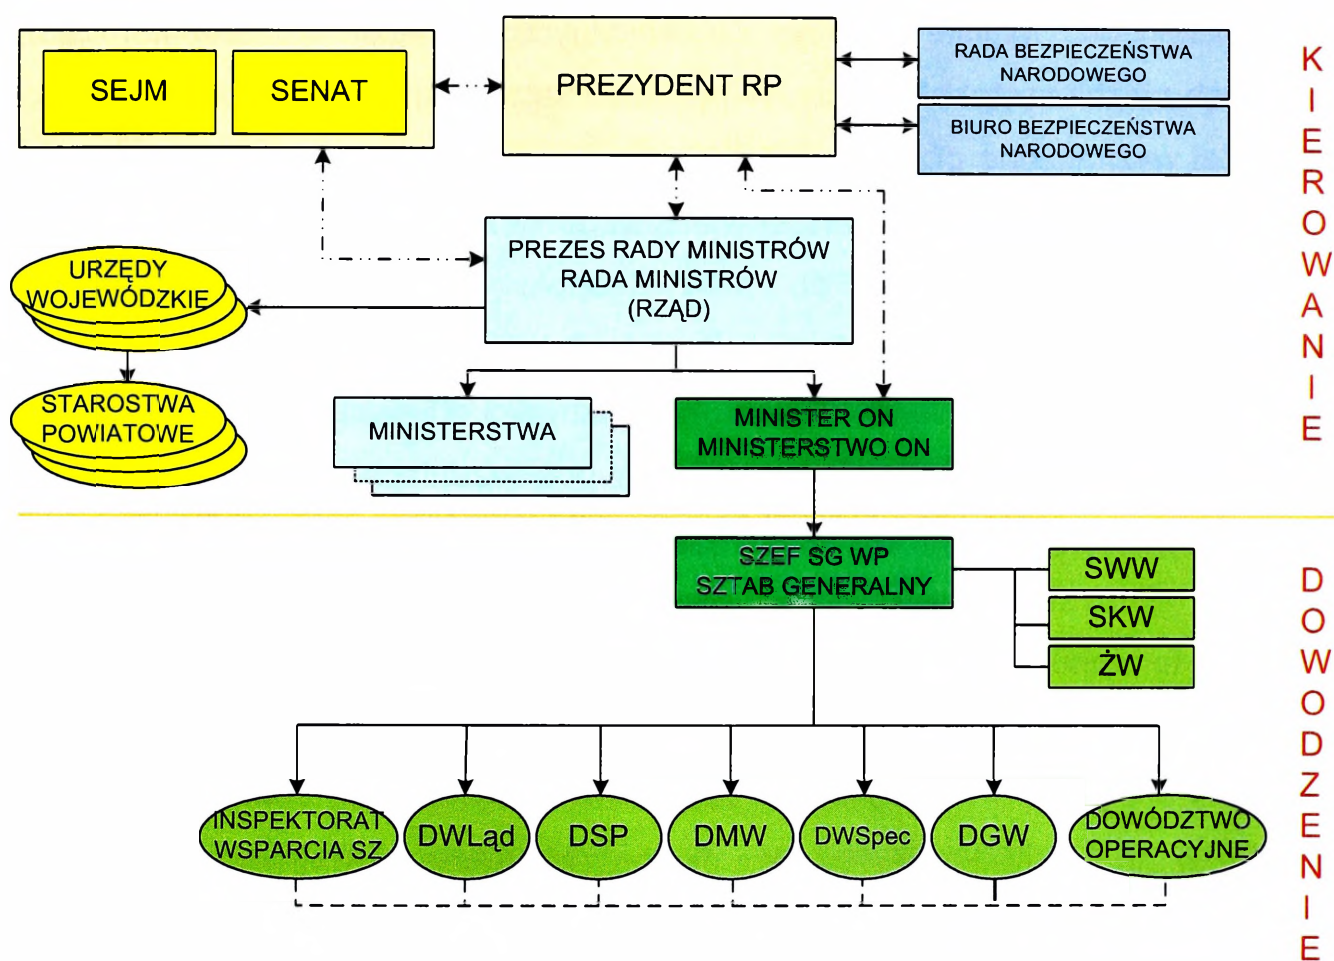 SEJM
SENAT
PREZYDENT RP
RADA BEZPIECZEŃSTWA
NARODOWEGO
BIURO BEZPIECZEŃSTWA
NARODOWEGO
PREZES RADY MINISTRÓW
RADA MINISTRÓW
(RZĄD)
URZĘDY
WOJEWÓDZKIE
STAROSTWA
POWIATOWE
MINISTERSTWA
MINISTER ON
MINISTERSTWO ON
KIEROWANIE
SZEF SG WP
SZTAB GENERALNY
SWW
SKW
ŻW
INSPEKTORAT
WSPARCIA SZ
DWLąd
DSP
DMW
DWSpec
DGW
DOWÓDZTWO
OPERACYJNE
DOWODZENIE